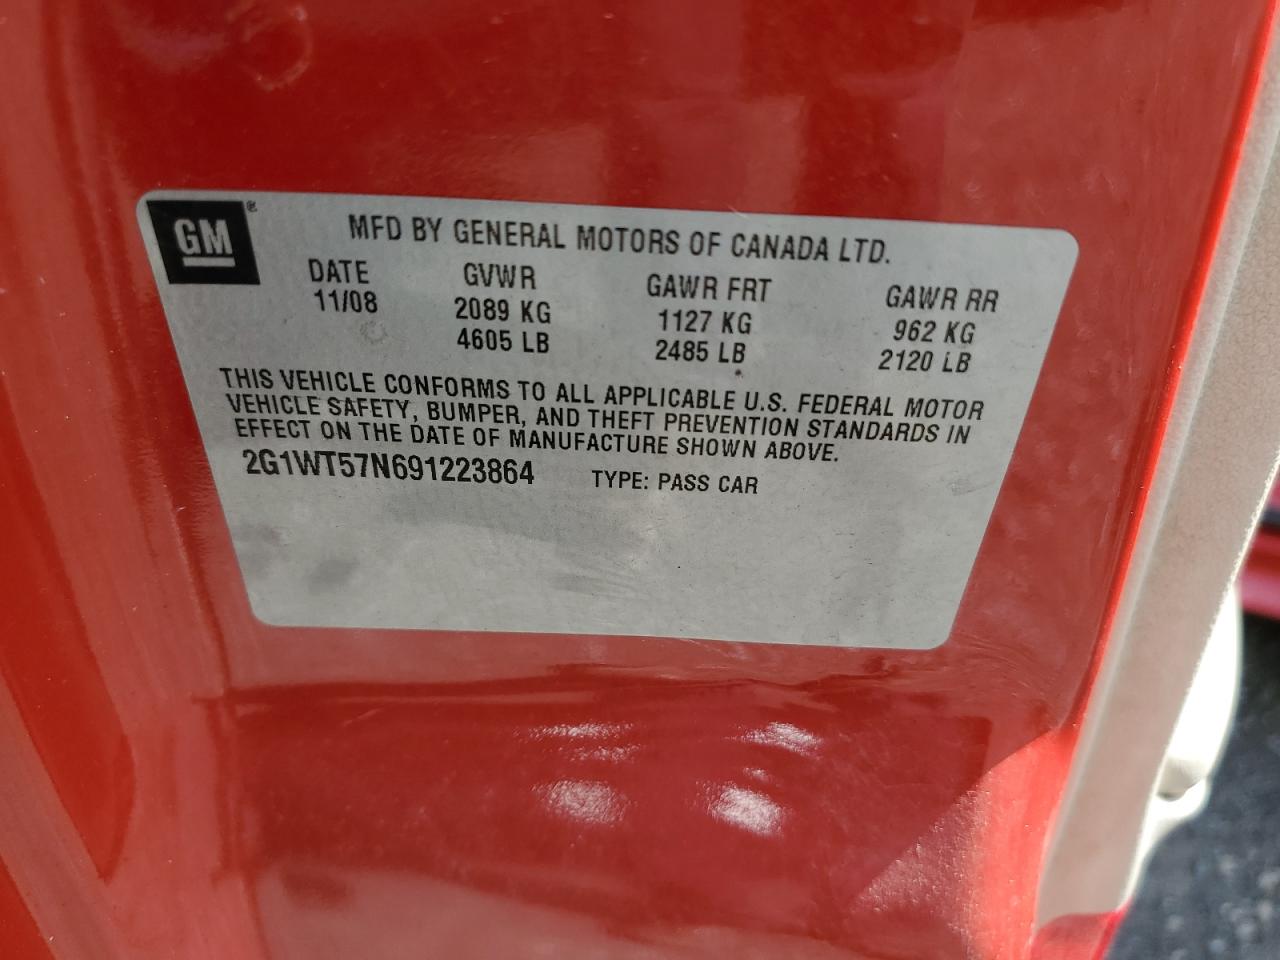 GM®
MFD BY GENERAL MOTORS OF CANADA LTD.
DATE GVWR GAWR FRT GAWR RR
11/08 2089 KG 1127 KG 962 KG
4605 LB 2485 LB 2120 LB
THIS VEHICLE CONFORMS TO ALL APPLICABLE U.S. FEDERAL MOTOR
VEHICLE SAFETY, BUMPER, AND THEFT PREVENTION STANDARDS IN
EFFECT ON THE DATE OF MANUFACTURE SHOWN ABOVE.
2G1WT57N691223864 TYPE: PASS CAR